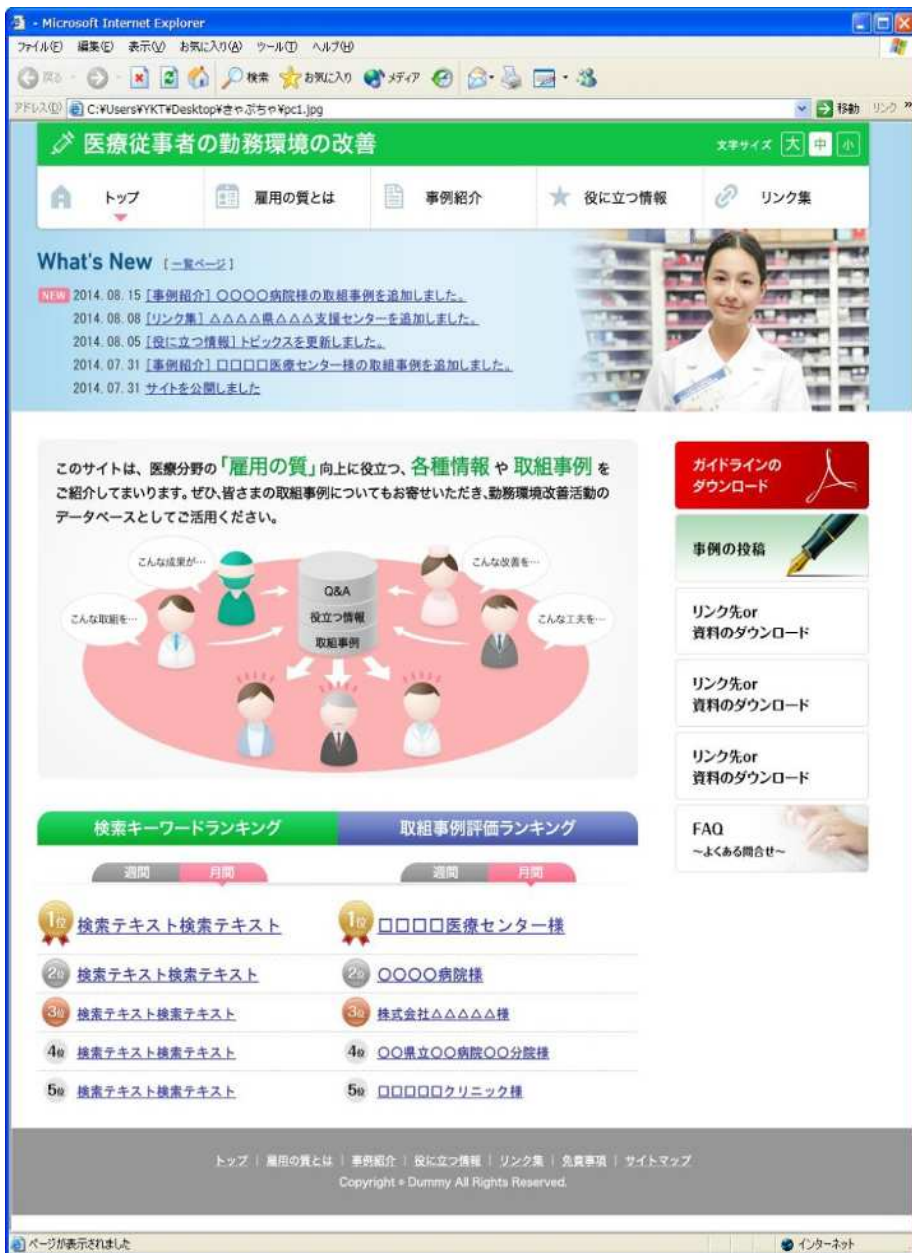 - Microsoft Internet Explorer
ファイル(F) 編集(E) 表示(V) お気に入り(A) ツール(T) ヘルプ(H)
戻る 検索 お気に入り メディア
アドレス(D) C:¥Users¥YKT¥Desktop¥きゃぷちゃ¥pc1.jpg 移動 リンク »
医療従事者の勤務環境の改善
文字サイズ 大 中 小
トップ 雇用の質とは 事例紹介 役に立つ情報 リンク集
What's New [一覧ページ]
NEW 2014. 08. 15 [事例紹介] 〇〇〇〇病院様の取組事例を追加しました。
2014. 08. 08 [リンク集] △△△△県△△△支援センターを追加しました。
2014. 08. 05 [役に立つ情報] トピックスを更新しました。
2014. 07. 31 [事例紹介] □□□□医療センター様の取組事例を追加しました。
2014. 07. 31 サイトを公開しました
このサイトは、医療分野の「雇用の質」向上に役立つ、各種情報 や 取組事例 を
ご紹介してまいります。ぜひ、皆さまの取組事例についてもお寄せいただき、勤務環境改善活動の
データベースとしてご活用ください。
こんな成果が…
こんな改善を…
こんな取組を…
こんな工夫を…
Q&A
役立つ情報
取組事例
ガイドラインの
ダウンロード
事例の投稿
リンク先or
資料のダウンロード
リンク先or
資料のダウンロード
リンク先or
資料のダウンロード
FAQ
～よくある問合せ～
検索キーワードランキング
週間 月間
1位 検索テキスト検索テキスト
2位 検索テキスト検索テキスト
3位 検索テキスト検索テキスト
4位 検索テキスト検索テキスト
5位 検索テキスト検索テキスト
取組事例評価ランキング
週間 月間
1位 □□□□医療センター様
2位 〇〇〇〇病院様
3位 株式会社△△△△△様
4位 〇〇県立〇〇病院〇〇分院様
5位 □□□□□クリニック様
トップ | 雇用の質とは | 事例紹介 | 役に立つ情報 | リンク集 | 免責事項 | サイトマップ
Copyright © Dummy All Rights Reserved.
ページが表示されました
インターネット